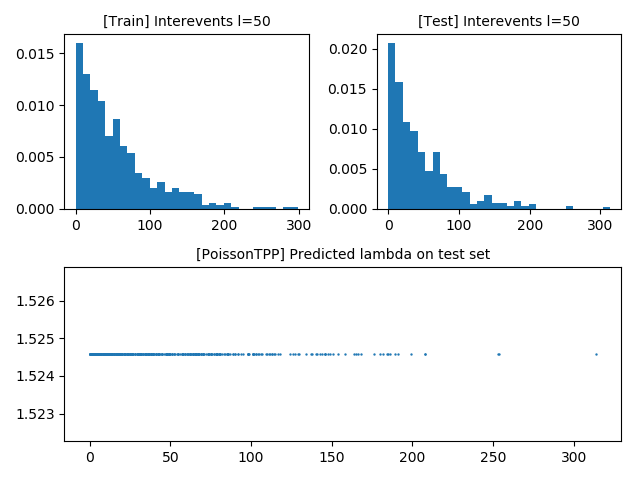 [Train] Interevents l=50
0.015
0.010
0.005
0.000
0 100 200 300
[Test] Interevents l=50
0.020
0.015
0.010
0.005
0.000
0 100 200 300
[PoissonTPP] Predicted lambda on test set
1.526
1.525
1.524
1.523
0 50 100 150 200 250 300